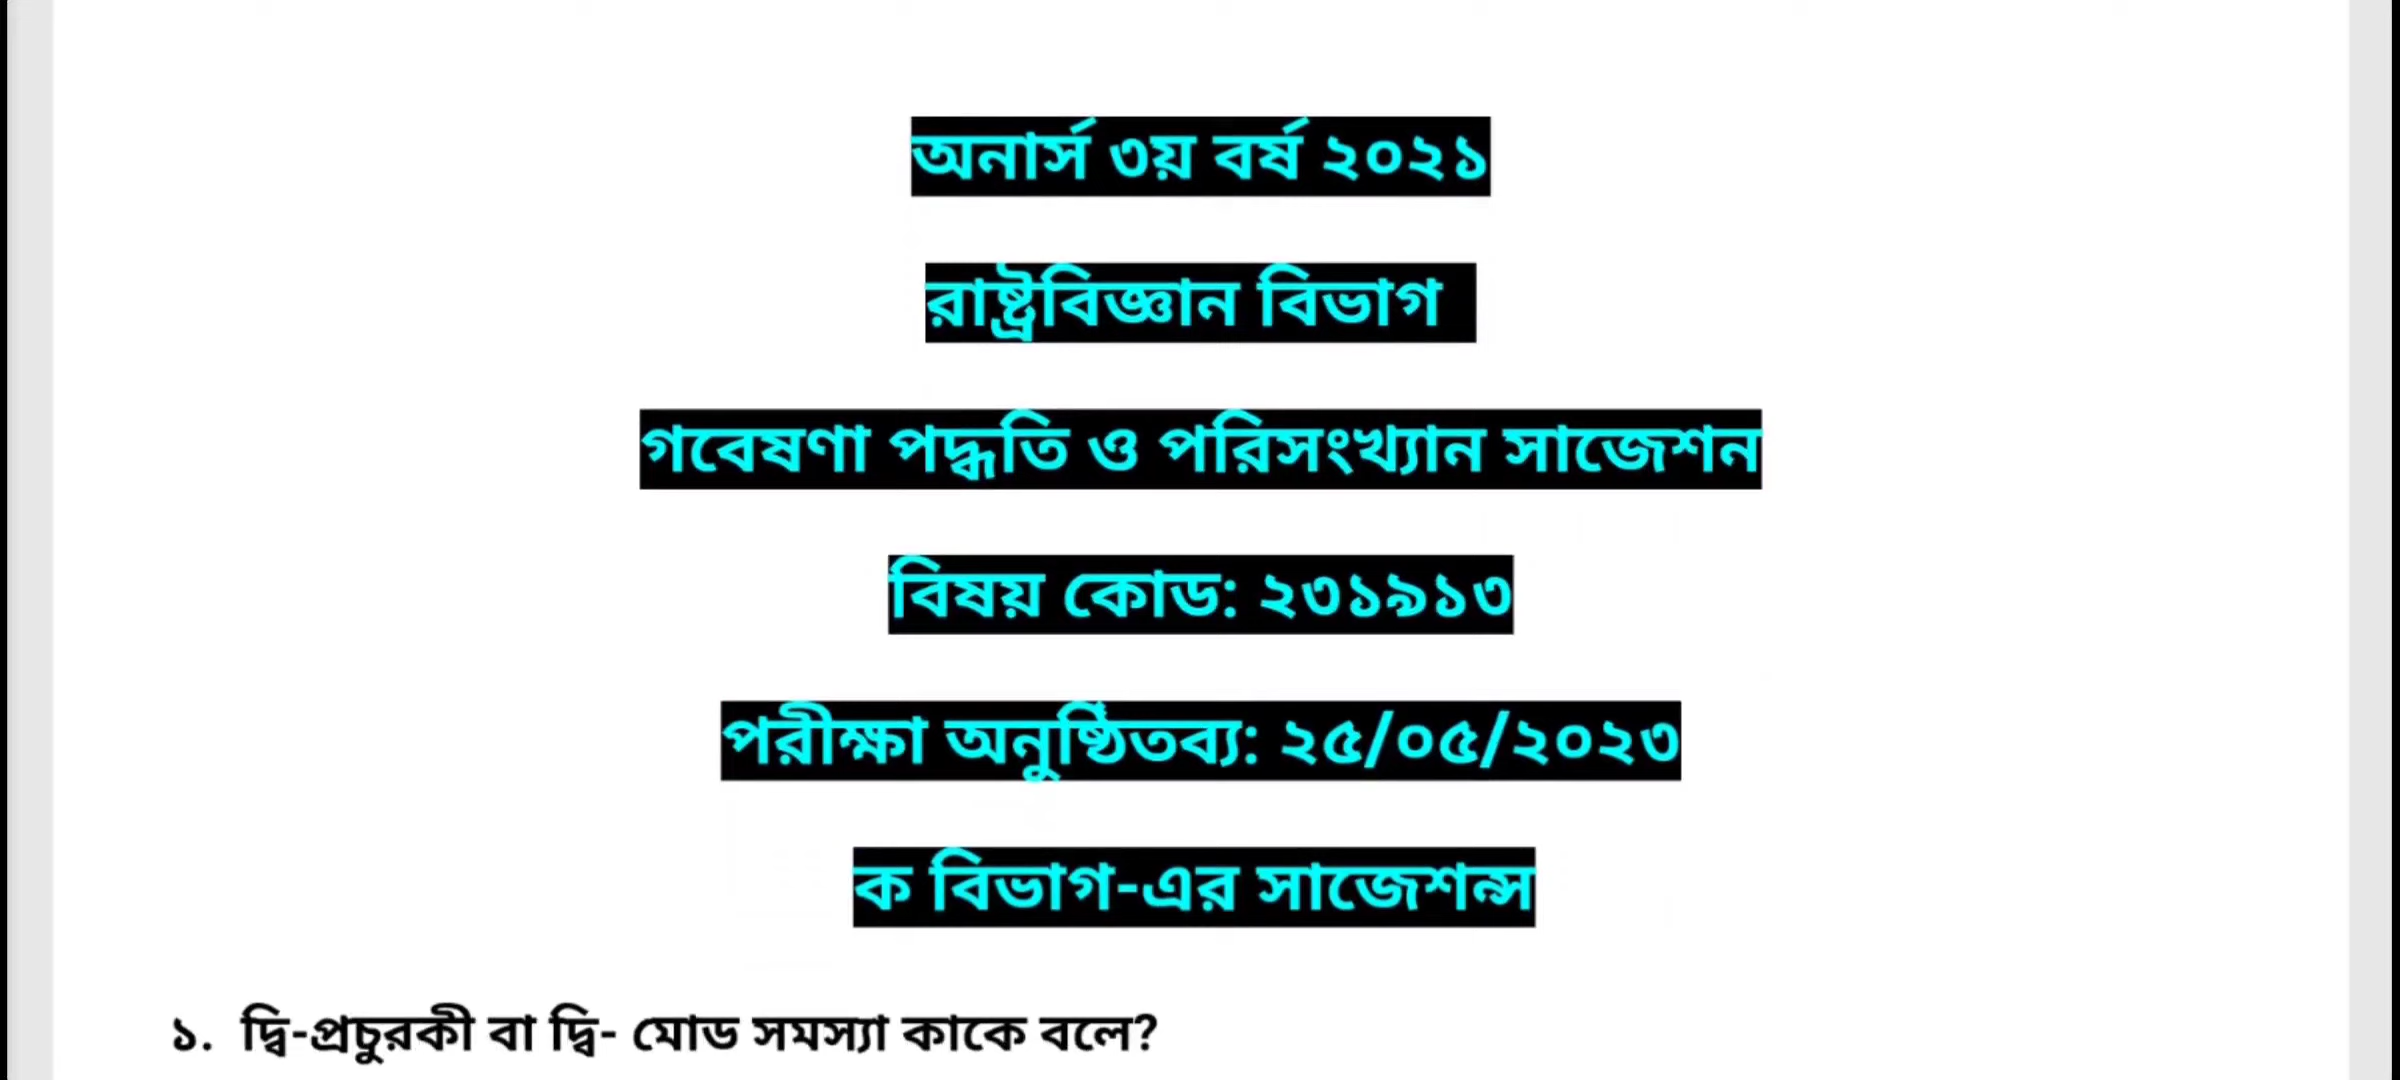 অনার্স ৩য় বর্ষ ২০২১
রাষ্ট্রবিজ্ঞান বিভাগ
গবেষণা পদ্ধতি ও পরিসংখ্যান সাজেশন
বিষয় কোড: ২৩১৯১৩
পরীক্ষা অনুষ্ঠিতব্য: ২৫/০৫/২০২৩
ক বিভাগ-এর সাজেশন্স
১. দ্বি-প্রচুরকী বা দ্বি- মোড সমস্যা কাকে বলে?